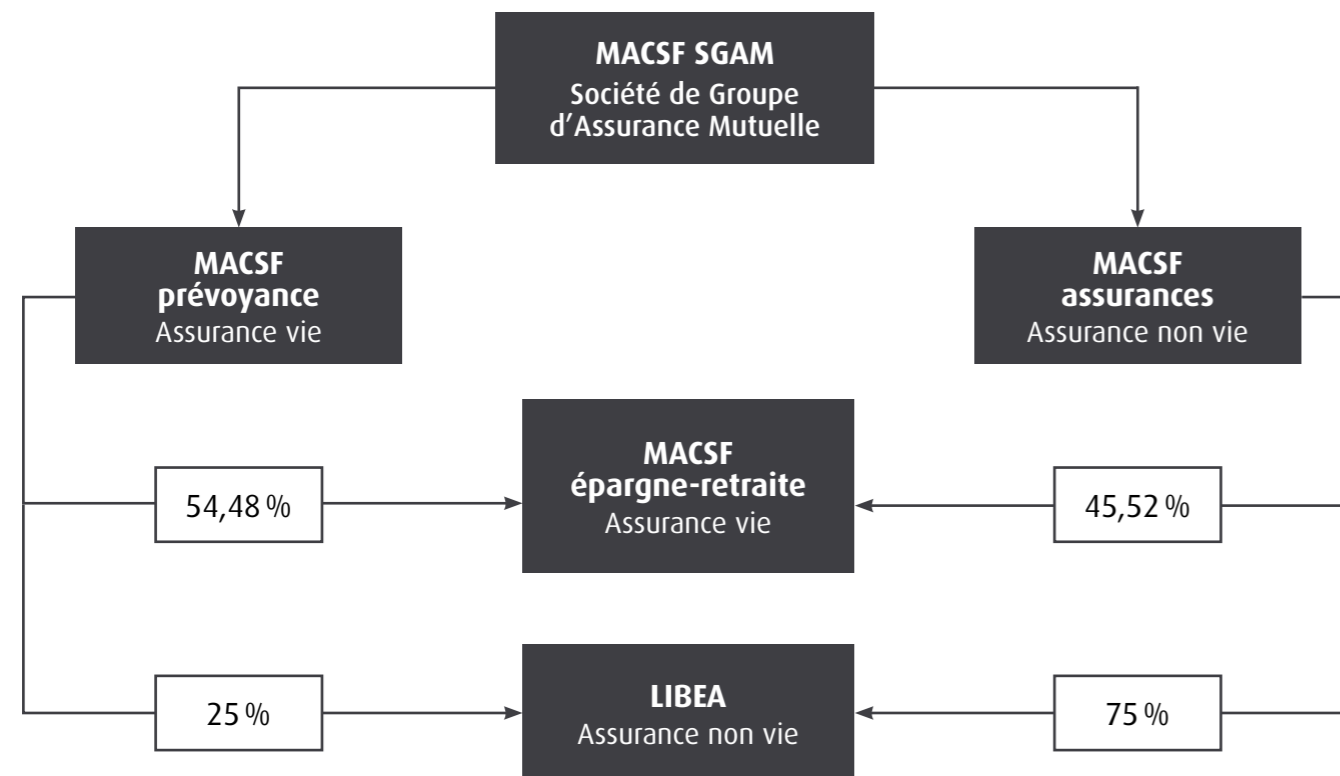 MACSF SGAM
Société de Groupe
d’Assurance Mutuelle
MACSF
prévoyance
Assurance vie
MACSF
assurances
Assurance non vie
MACSF
épargne-retraite
Assurance vie
54,48 %
45,52 %
LIBEA
Assurance non vie
25 %
75 %